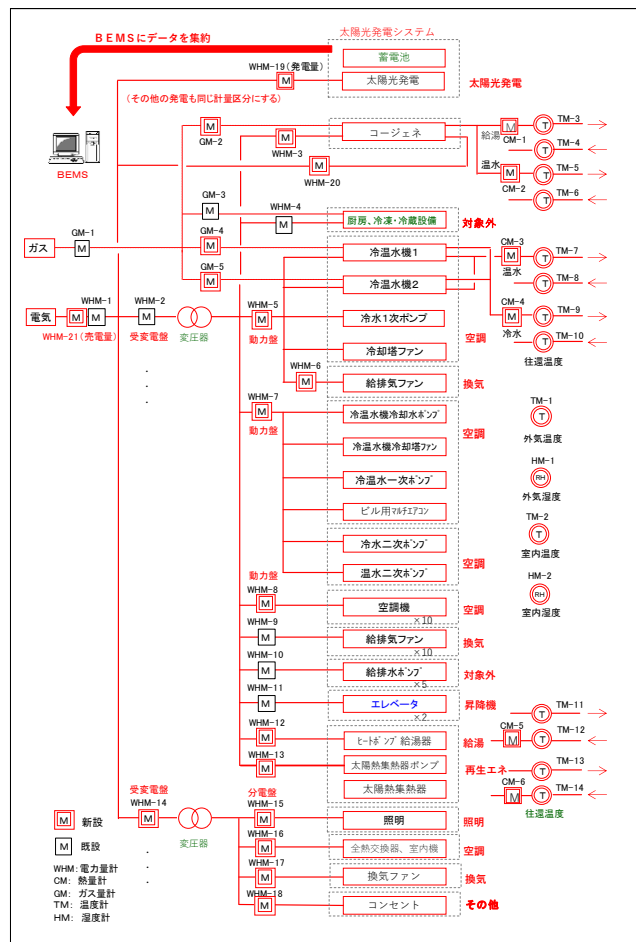 BEMSにデータを集約
太陽光発電システム
蓄電池
WHM-19(発電量)
M
太陽光発電
太陽光発電
(その他の発電も同じ計量区分にする)
BEMS
M
GM-2
M
WHM-3
M
WHM-20
コージェネ
給湯
M
CM-1
T
TM-3
T
TM-4
温水
M
CM-2
T
TM-5
T
TM-6
GM-3
M
WHM-4
M
厨房、冷凍・冷蔵設備
対象外
ガス
GM-1
M
GM-4
M
GM-5
M
冷温水機1
冷温水機2
CM-3
M
温水
T
TM-7
T
TM-8
CM-4
M
冷水
T
TM-9
T
TM-10
往還温度
電気
M
WHM-1
M
WHM-21(売電量)
WHM-2
M
受変電盤
変圧器
WHM-5
M
動力盤
冷水1次ポンプ
冷却塔ファン
空調
WHM-6
M
給排気ファン
換気
WHM-7
M
動力盤
冷温水機冷却水ポンプ
冷温水機冷却塔ファン
冷温水一次ポンプ
ビル用マルチエアコン
空調
冷水二次ポンプ
温水二次ポンプ
空調
TM-1
T
外気温度
HM-1
RH
外気湿度
TM-2
T
室内温度
HM-2
RH
室内湿度
動力盤
WHM-8
M
空調機
×10
空調
WHM-9
M
給排気ファン
×10
換気
WHM-10
M
給排水ポンプ
×5
対象外
WHM-11
M
エレベータ
×2
昇降機
WHM-12
M
ヒートポンプ給湯器
給湯
T
TM-11
CM-5
M
T
TM-12
WHM-13
M
太陽熱集熱器ポンプ
再生エネ
太陽熱集熱器
T
TM-13
CM-6
M
T
TM-14
往還温度
受変電盤
WHM-14
M
変圧器
分電盤
WHM-15
M
照明
照明
WHM-16
M
全熱交換器、室内機
空調
WHM-17
M
換気ファン
換気
WHM-18
M
コンセント
その他
M 新設
M 既設
WHM:電力量計
CM: 熱量計
GM: ガス量計
TM: 温度計
HM: 湿度計